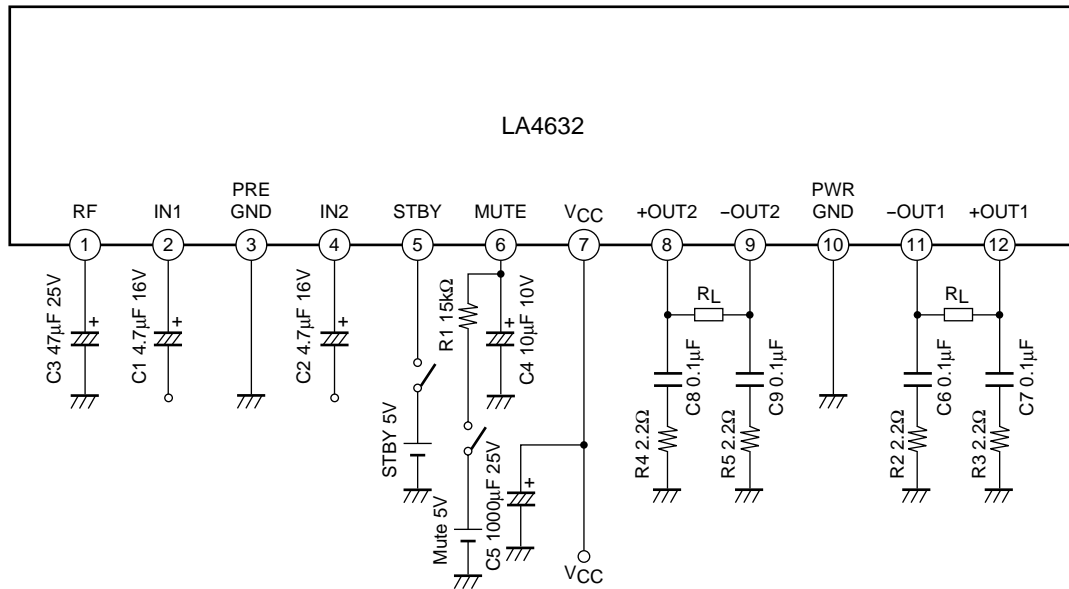 LA4632
RF
IN1
PRE
GND
IN2
STBY
MUTE
VCC
+OUT2
–OUT2
PWR
GND
–OUT1
+OUT1
1
2
3
4
5
6
7
8
9
10
11
12
C3 47µF 25V
+
C1 4.7µF 16V
+
C2 4.7µF 16V
+
STBY 5V
R1 15kΩ
Mute 5V
C4 10µF 10V
+
C5 1000µF 25V
+
VCC
RL
C8 0.1µF
R4 2.2Ω
C9 0.1µF
R5 2.2Ω
RL
C6 0.1µF
R2 2.2Ω
C7 0.1µF
R3 2.2Ω